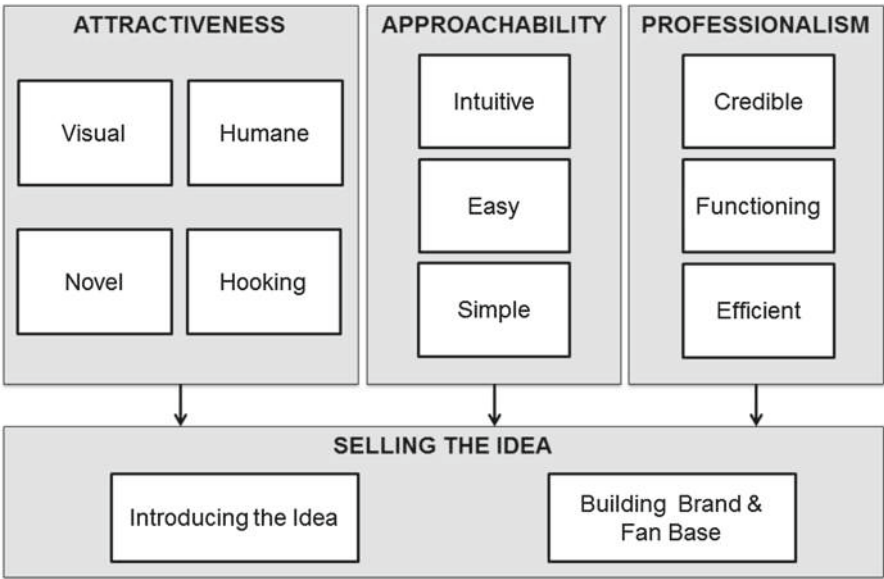 ATTRACTIVENESS
Visual
Humane
Novel
Hooking
APPROACHABILITY
Intuitive
Easy
Simple
PROFESSIONALISM
Credible
Functioning
Efficient
SELLING THE IDEA
Introducing the Idea
Building Brand &
Fan Base